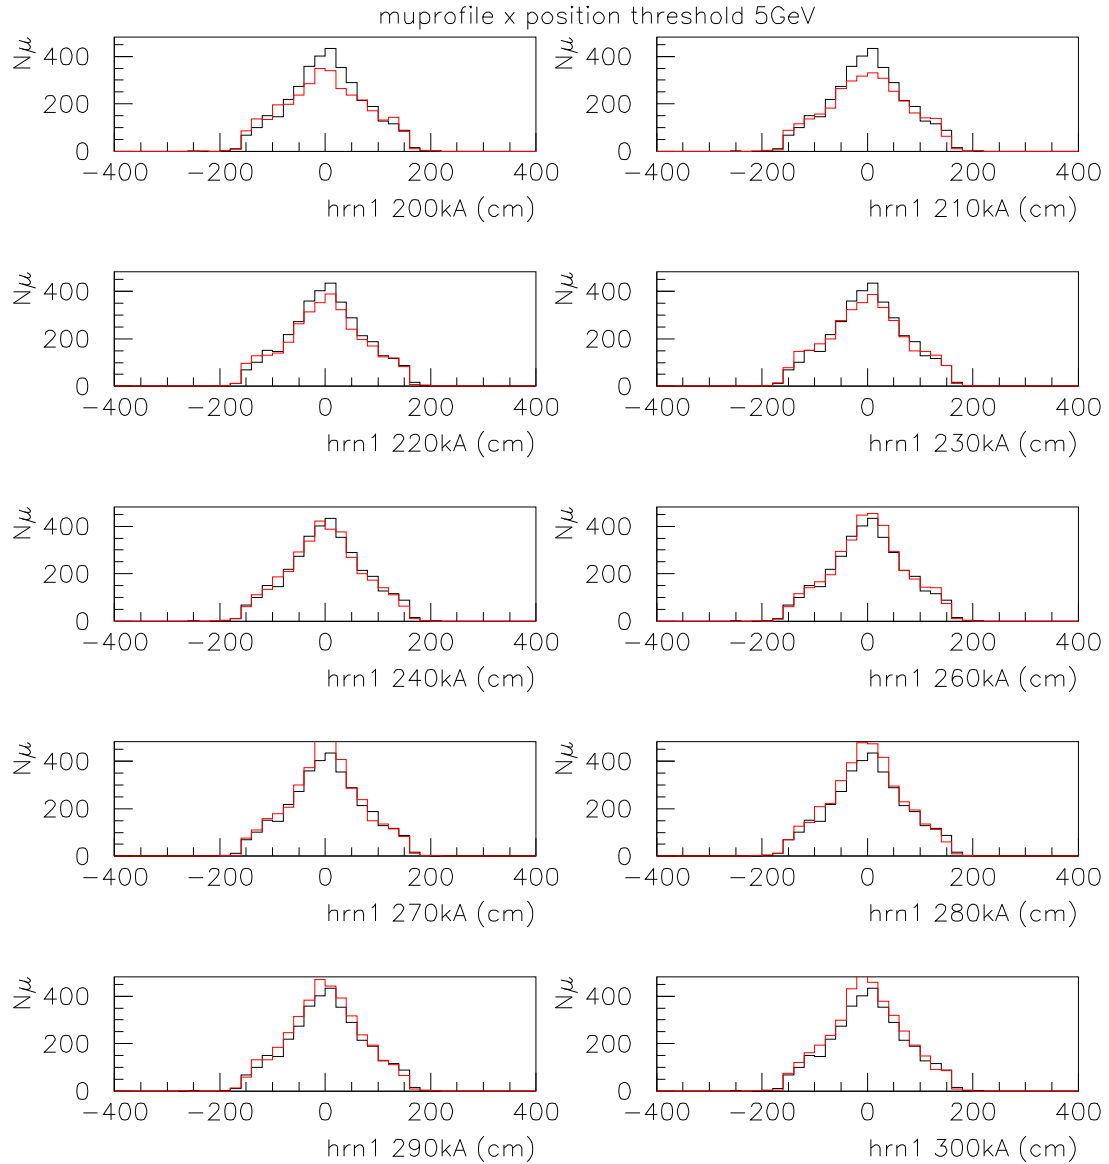 muprofile x position threshold 5GeV
Nμ
400
200
0
−400 −200 0 200 400
hrn1 200kA (cm)
Nμ
400
200
0
−400 −200 0 200 400
hrn1 210kA (cm)
Nμ
400
200
0
−400 −200 0 200 400
hrn1 220kA (cm)
Nμ
400
200
0
−400 −200 0 200 400
hrn1 230kA (cm)
Nμ
400
200
0
−400 −200 0 200 400
hrn1 240kA (cm)
Nμ
400
200
0
−400 −200 0 200 400
hrn1 260kA (cm)
Nμ
400
200
0
−400 −200 0 200 400
hrn1 270kA (cm)
Nμ
400
200
0
−400 −200 0 200 400
hrn1 280kA (cm)
Nμ
400
200
0
−400 −200 0 200 400
hrn1 290kA (cm)
Nμ
400
200
0
−400 −200 0 200 400
hrn1 300kA (cm)